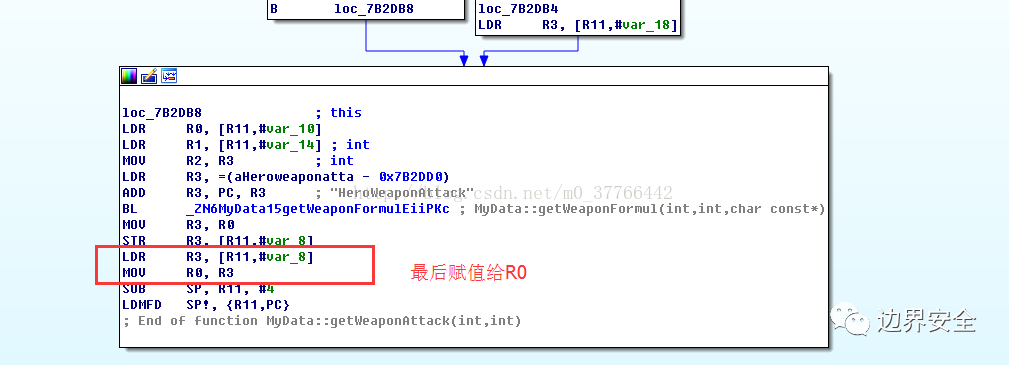 B       loc_7B2DB8
loc_7B2DB4
LDR     R3, [R11,#var_18]
loc_7B2DB8              ; this
LDR     R0, [R11,#var_10]
LDR     R1, [R11,#var_14] ; int
MOV     R2, R3          ; int
LDR     R3, =(aHeroweaponatta - 0x7B2DD0)
ADD     R3, PC, R3      ; "HeroWeaponAttack"
BL      _ZN6MyData15getWeaponFormulEiiPKc ; MyData::getWeaponFormul(int,int,char const*)
MOV     R3, R0
STR     R3, [R11,#var_8]
LDR     R3, [R11,#var_8]
MOV     R0, R3
SUB     SP, R11, #4
LDMFD   SP!, {R11,PC}
; End of function MyData::getWeaponAttack(int,int)
最后赋值给R0
http://blog.csdn.net/m0_37766442
边界安全